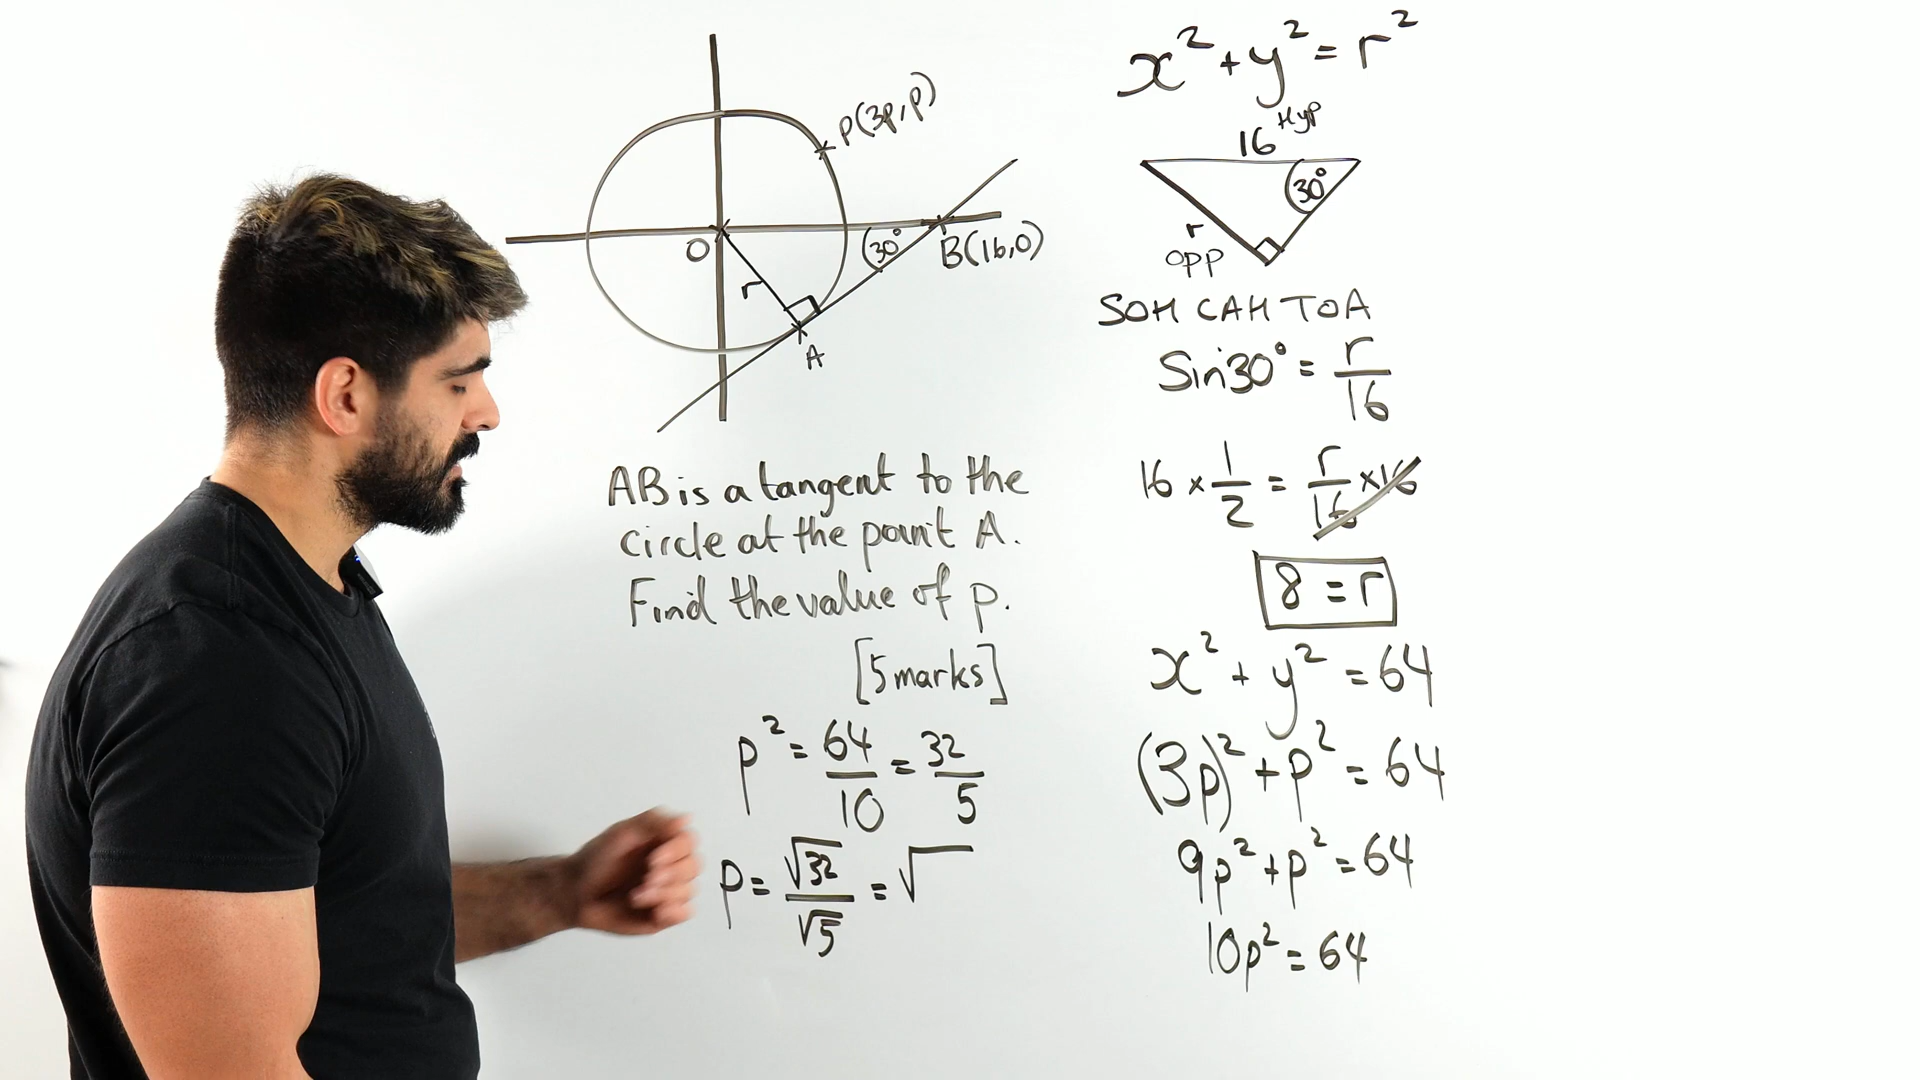 P(3p,p)
O
30°
B(16,0)
r
A
AB is a tangent to the
circle at the point A.
Find the value of p.
[5 marks]
p² = 64/10 = 32/5
p = √32/√5 = √
x² + y² = r²
16 Hyp
30°
r
opp
SOH CAH TOA
Sin30° = r/16
16 × 1/2 = r/16 ×16
8 = r
x² + y² = 64
(3p)² + p² = 64
9p² + p² = 64
10p² = 64